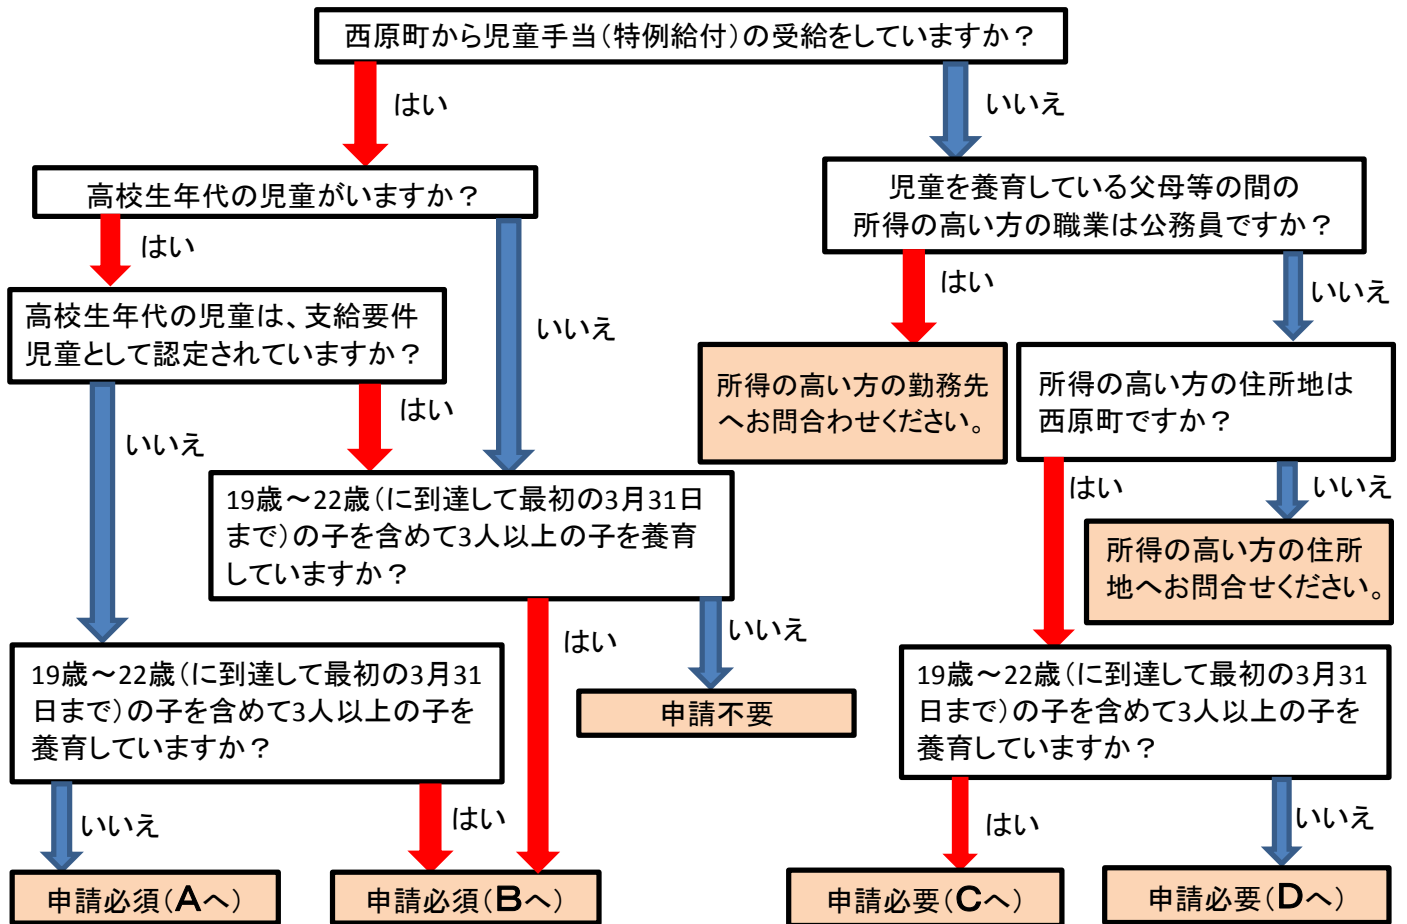 西原町から児童手当(特例給付)の受給をしていますか?
はい
いいえ
高校生年代の児童がいますか?
児童を養育している父母等の間の
所得の高い方の職業は公務員ですか?
はい
いいえ
はい
いいえ
高校生年代の児童は、支給要件
児童として認定されていますか?
所得の高い方の勤務先
へお問合わせください。
所得の高い方の住所地は
西原町ですか?
いいえ
はい
はい
いいえ
19歳~22歳(に到達して最初の3月31日
まで)の子を含めて3人以上の子を養育
していますか?
所得の高い方の住所
地へお問合せください。
はい
いいえ
19歳~22歳(に到達して最初の3月31
日まで)の子を含めて3人以上の子を
養育していますか?
申請不要
19歳~22歳(に到達して最初の3月31
日まで)の子を含めて3人以上の子を
養育していますか?
いいえ
はい
はい
いいえ
申請必須(Aへ)
申請必須(Bへ)
申請必要(Cへ)
申請必要(Dへ)